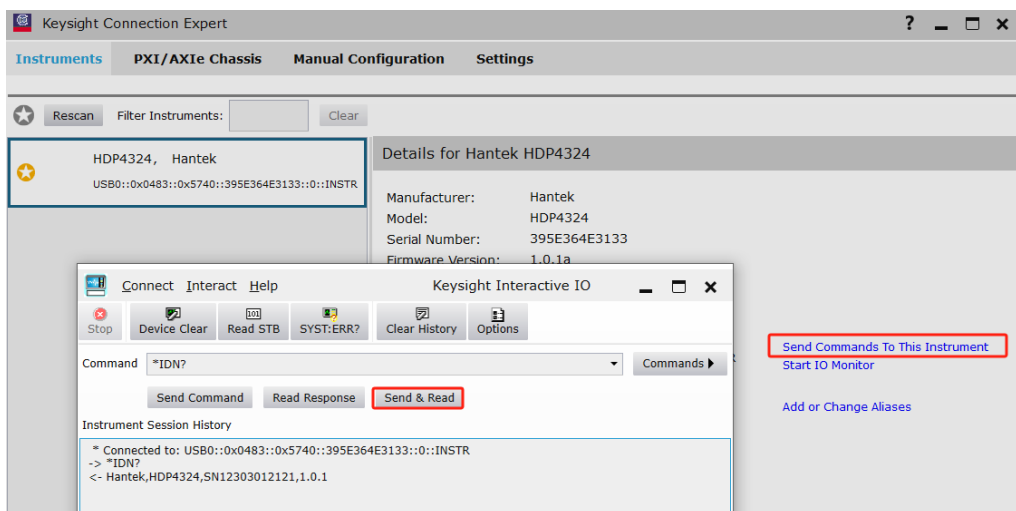 Keysight Connection Expert
?
Instruments PXI/AXIe Chassis Manual Configuration Settings
Rescan Filter Instruments: Clear
HDP4324, Hantek
USB0::0x0483::0x5740::395E364E3133::0::INSTR
Details for Hantek HDP4324
Manufacturer: Hantek
Model: HDP4324
Serial Number: 395E364E3133
Firmware Version: 1.0.1a
Connect Interact Help Keysight Interactive IO
Stop Device Clear Read STB SYST:ERR? Clear History Options
Command *IDN? Commands
Send Command Read Response Send & Read
Instrument Session History
* Connected to: USB0::0x0483::0x5740::395E364E3133::0::INSTR
-> *IDN?
<- Hantek,HDP4324,SN12303012121,1.0.1
Send Commands To This Instrument
Start IO Monitor
Add or Change Aliases